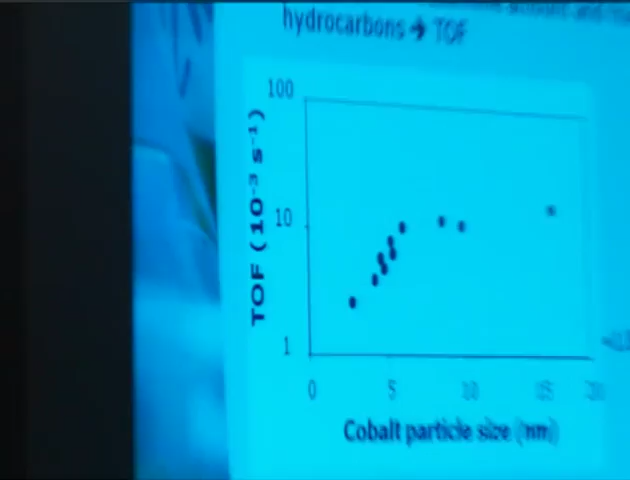 hydrocarbons → TOF
100
10
1
TOF (10⁻³ s⁻¹)
0 5 10 15 20
Cobalt particle size (nm)